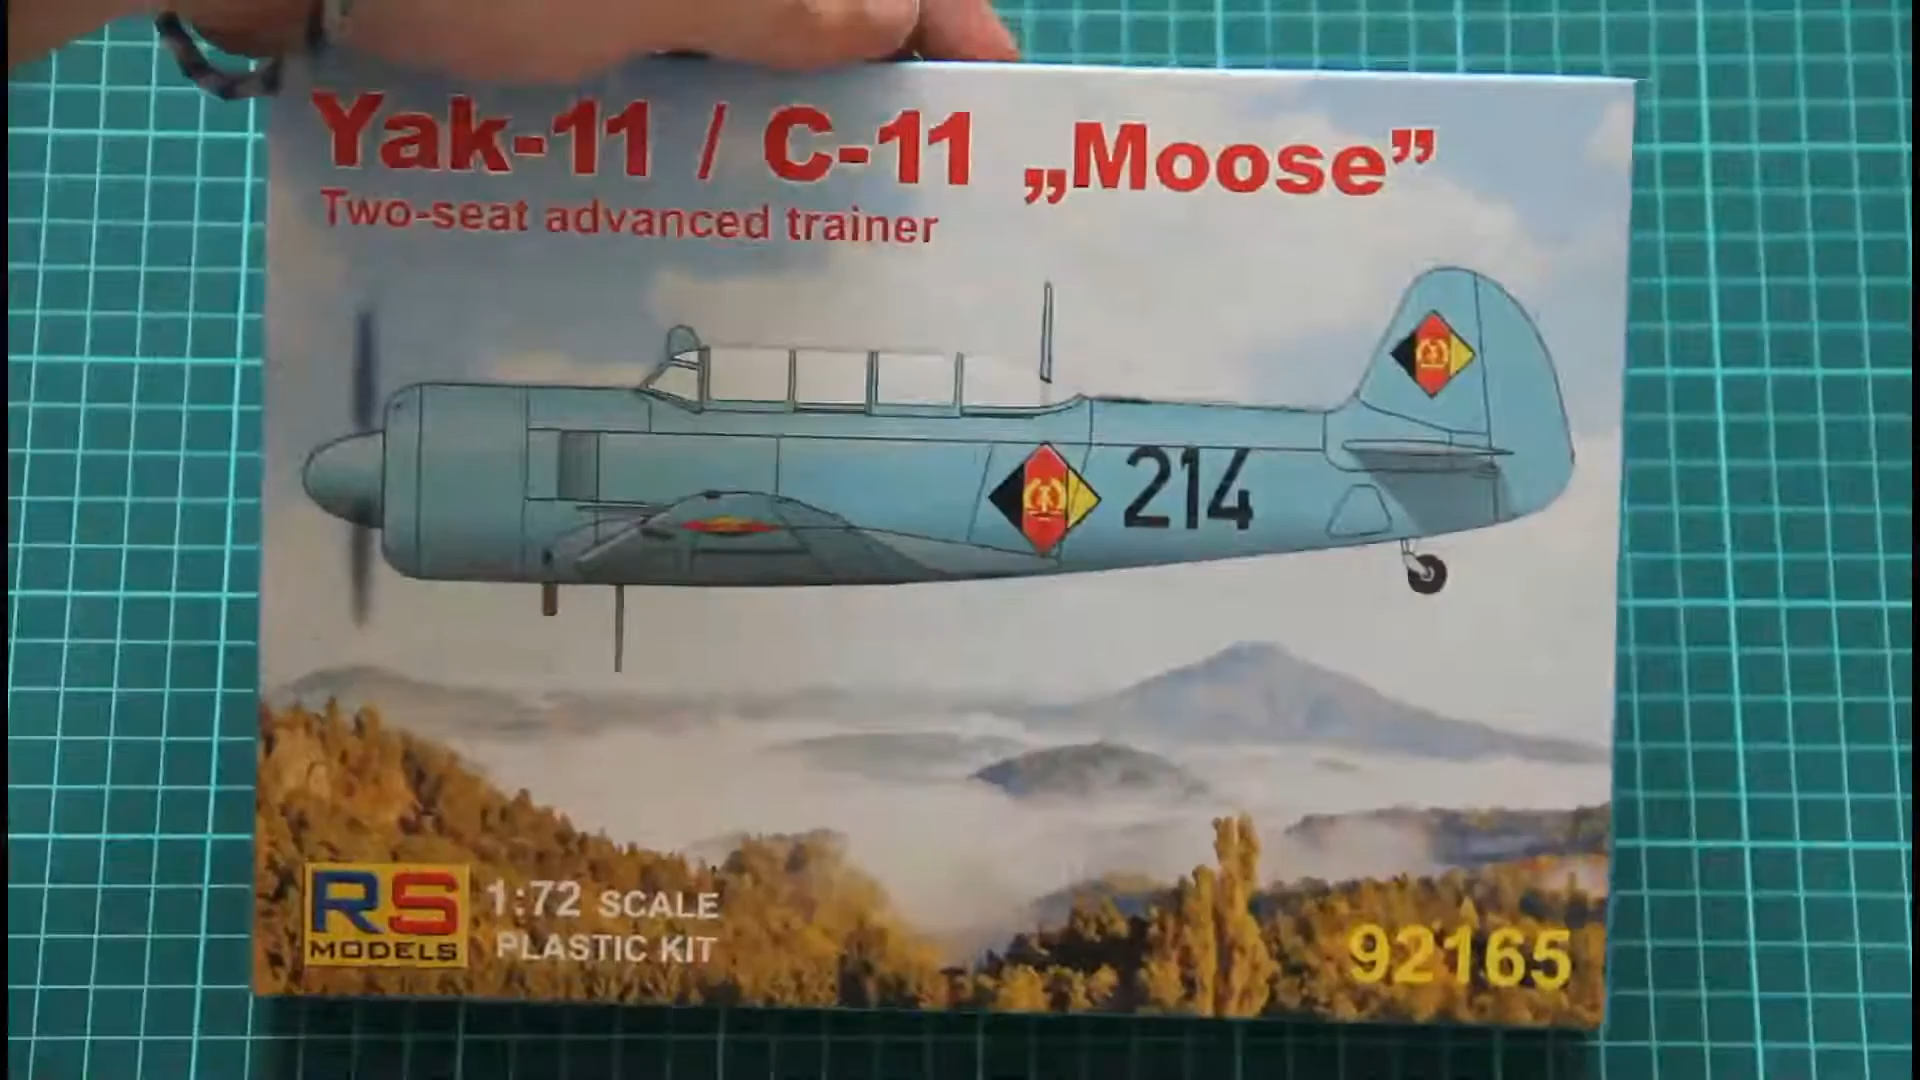 Yak-11 / C-11 „Moose”
Two-seat advanced trainer
214
RS
MODELS
1:72 SCALE
PLASTIC KIT
92165